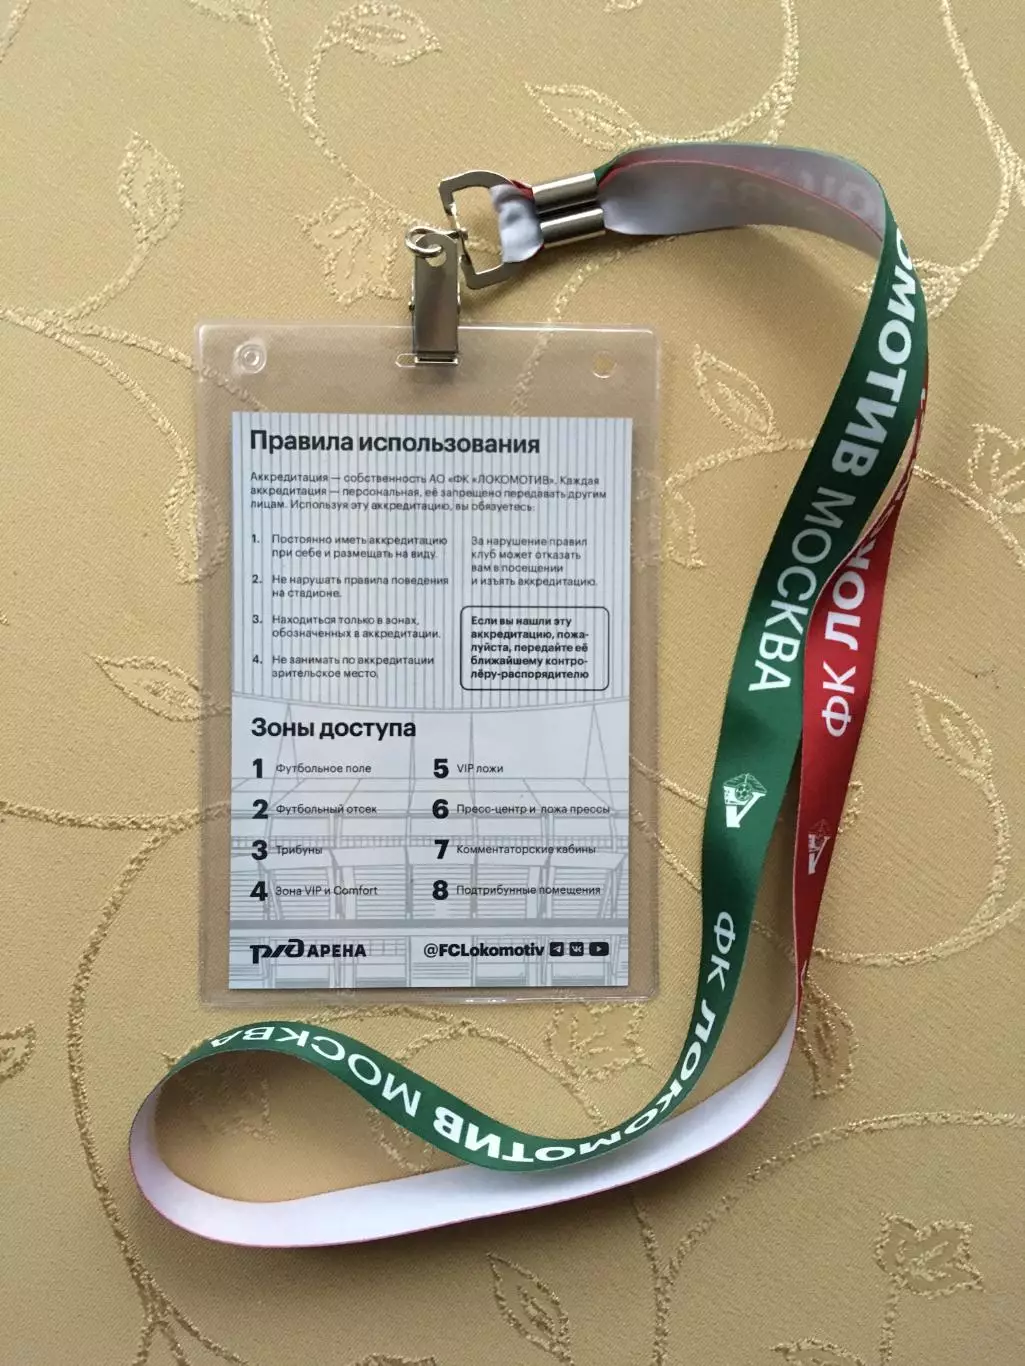 Правила использования
Аккредитация — собственность АО «ФК «ЛОКОМОТИВ». Каждая
аккредитация — персональная, её запрещено передавать другим
лицам. Используя эту аккредитацию, вы обязуетесь:
1. Постоянно иметь аккредитацию
при себе и размещать на виду.
2. Не нарушать правила поведения
на стадионе.
3. Находиться только в зонах,
обозначенных в аккредитации.
4. Не занимать по аккредитации
зрительское место.
За нарушение правил
клуб может отказать
вам в посещении
и изъять аккредитацию.
Если вы нашли эту
аккредитацию, пожа-
луйста, передайте её
ближайшему контро-
лёру-распорядителю
Зоны доступа
1 Футбольное поле
2 Футбольный отсек
3 Трибуны
4 Зона VIP и Comfort
5 VIP ложи
6 Пресс-центр и ложа прессы
7 Комментаторские кабины
8 Подтрибунные помещения
РЖД АРЕНА
@FCLokomotiv
ОМОТИВ МОСКВА
ФК ЛОКО
ФК ЛОКОМОТИВ МОСКВА